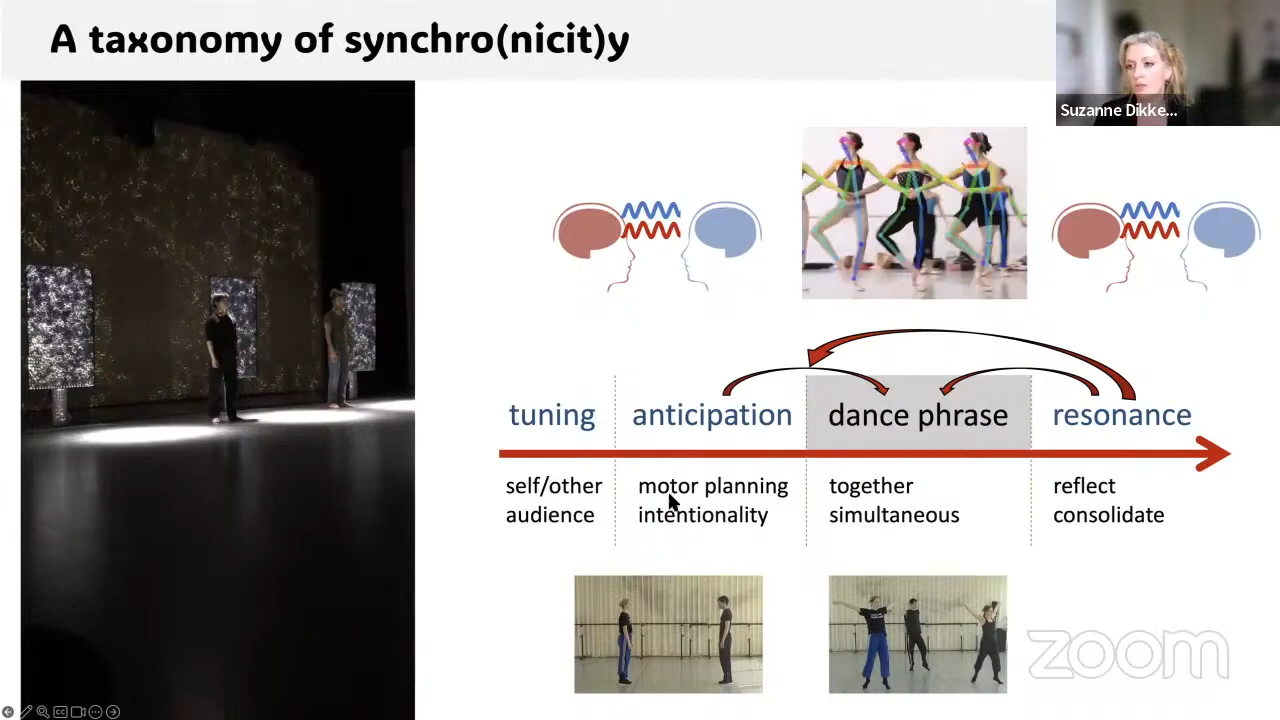 A taxonomy of synchro(nicit)y
Suzanne Dikke...
tuning
anticipation
dance phrase
resonance
self/other
audience
motor planning
intentionality
together
simultaneous
reflect
consolidate
zoom